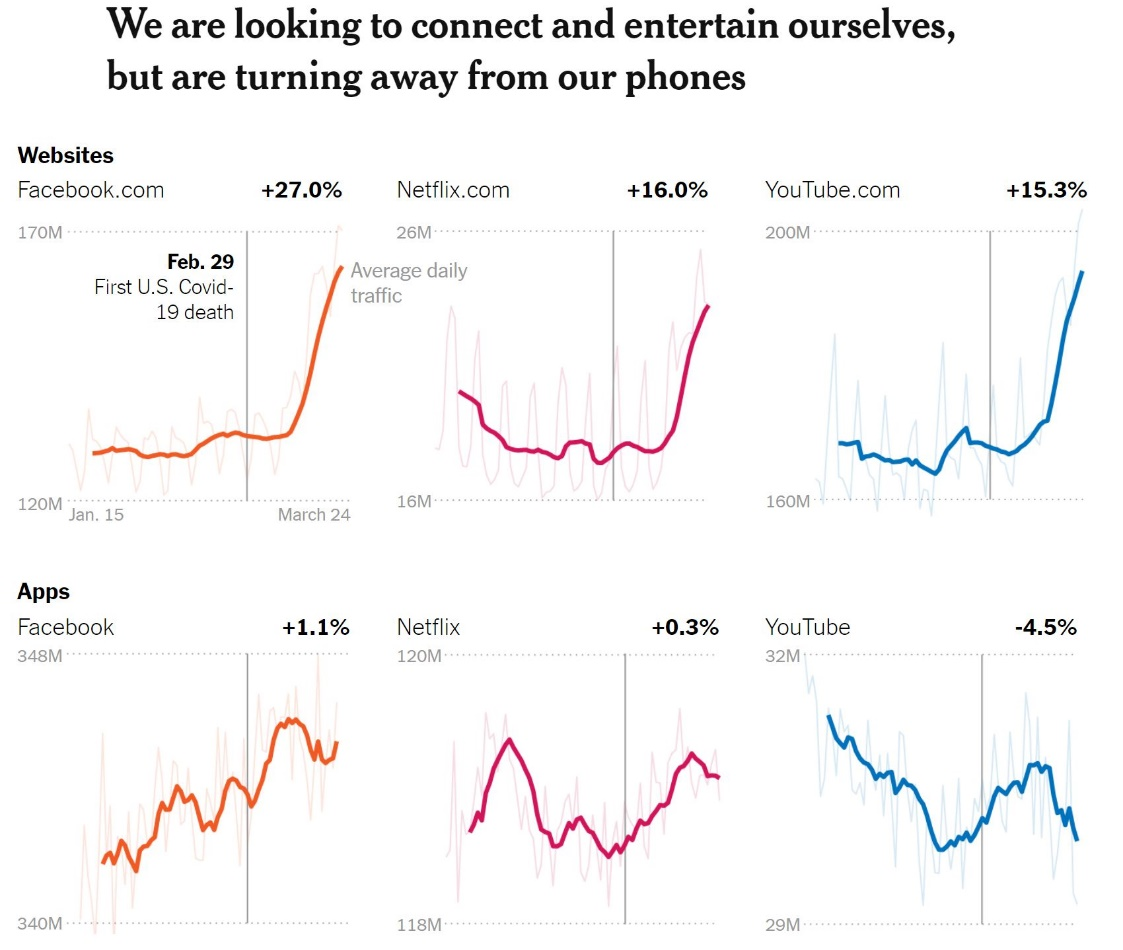 We are looking to connect and entertain ourselves,
but are turning away from our phones
Websites
Facebook.com +27.0%
170M
Feb. 29
First U.S. Covid-
19 death
Average daily
traffic
120M
Jan. 15 March 24
Netflix.com +16.0%
26M
16M
YouTube.com +15.3%
200M
160M
Apps
Facebook +1.1%
348M
340M
Netflix +0.3%
120M
118M
YouTube -4.5%
32M
29M